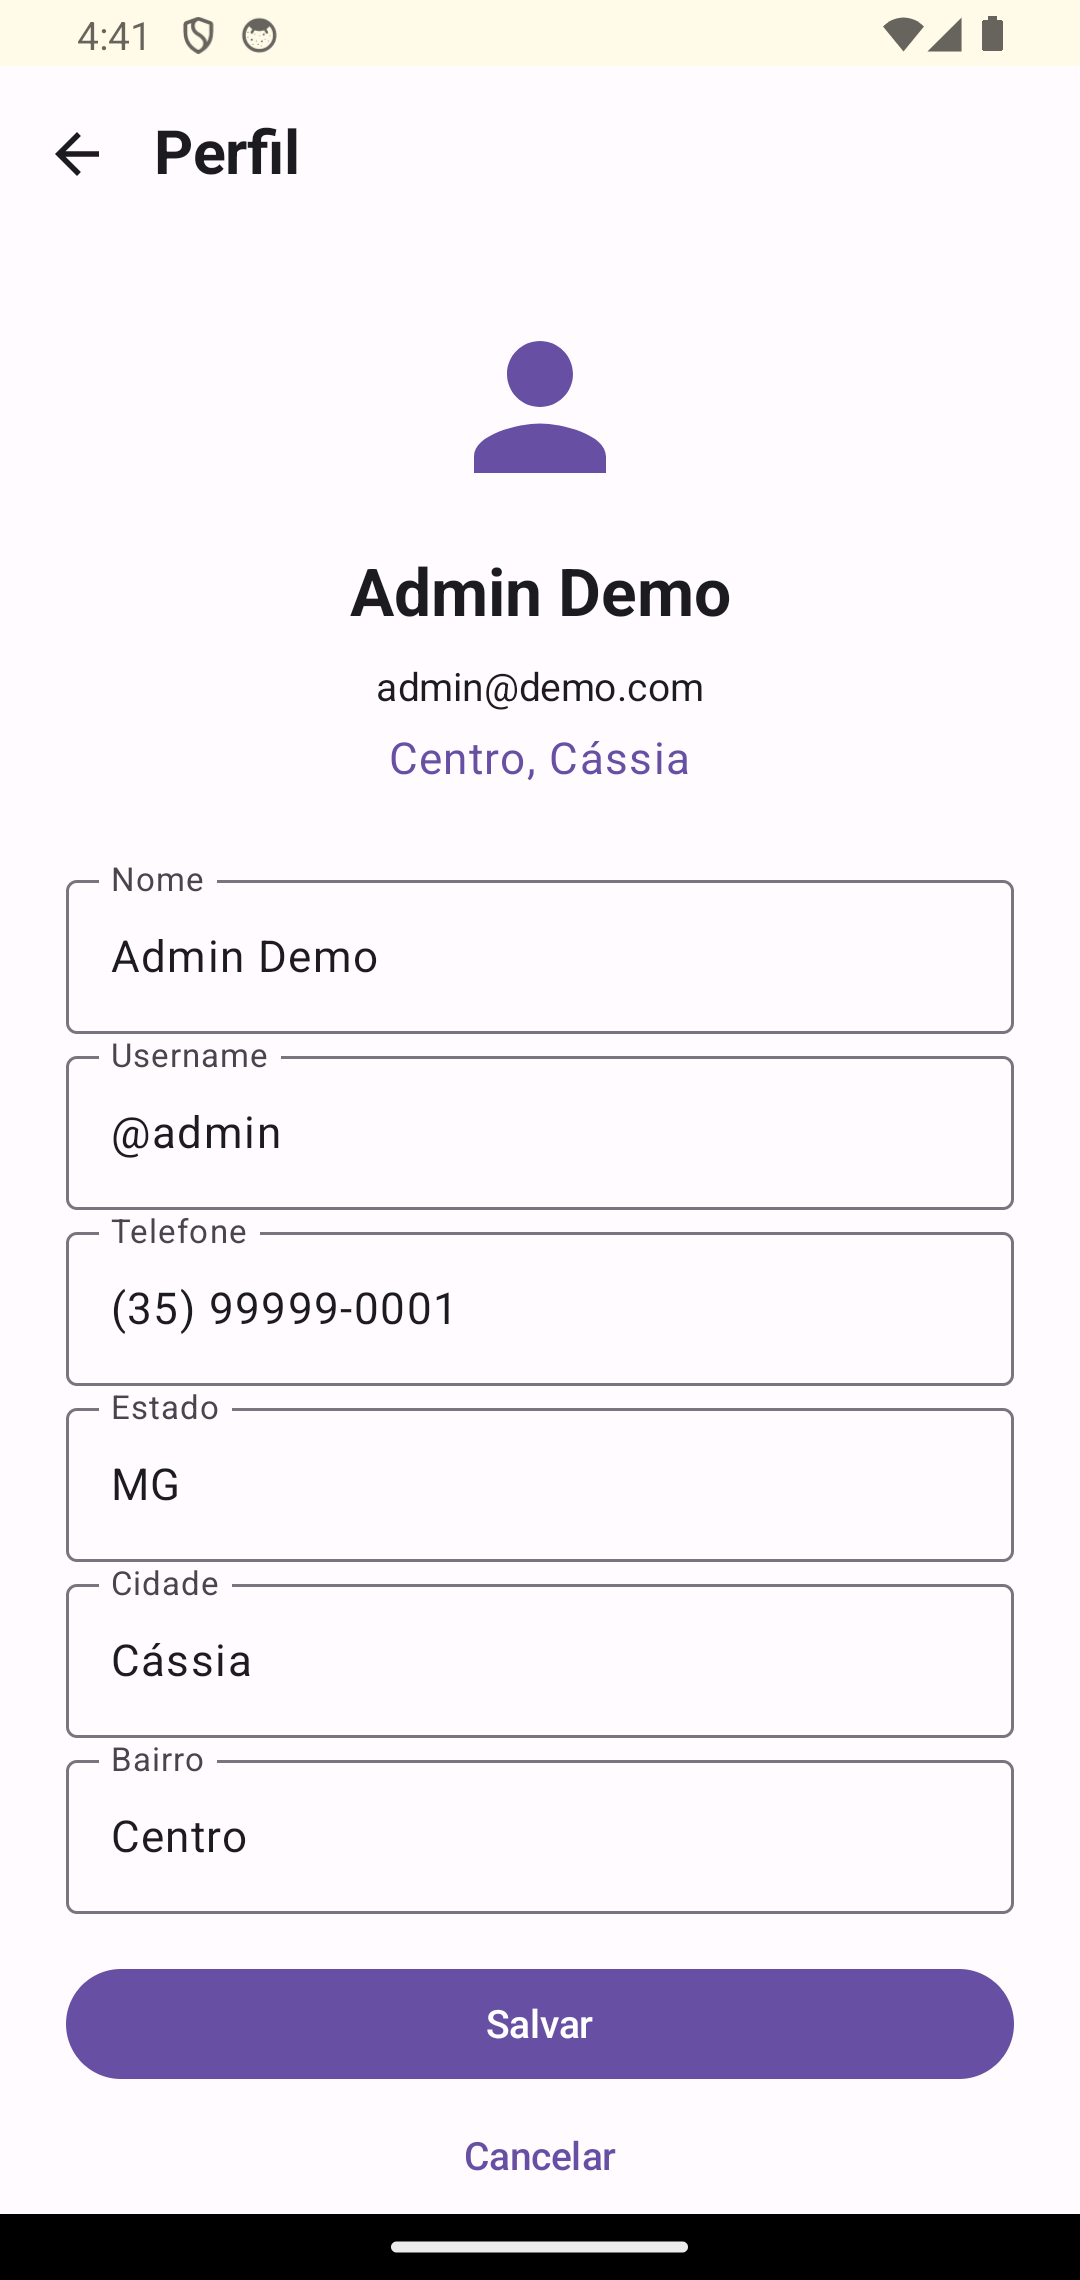 4:41
Perfil
Admin Demo
admin@demo.com
Centro, Cássia
Nome
Admin Demo
Username
@admin
Telefone
(35) 99999-0001
Estado
MG
Cidade
Cássia
Bairro
Centro
Salvar
Cancelar